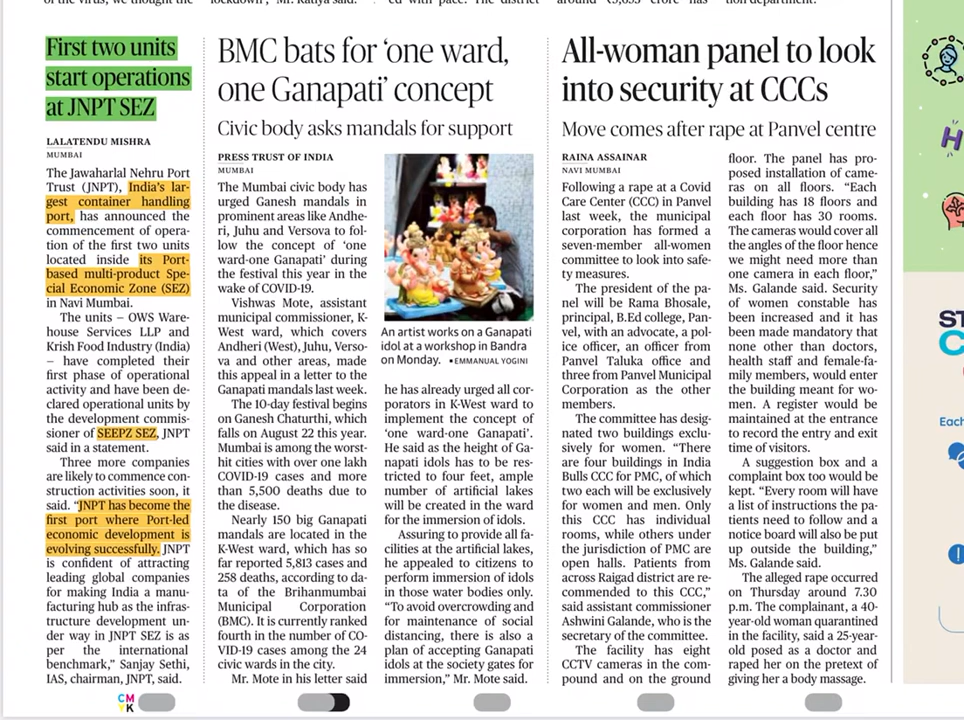 of the virus, we thought the
tion department.
First two units
start operations
at JNPT SEZ
LALATENDU MISHRA
MUMBAI
The Jawaharlal Nehru Port
Trust (JNPT), India's lar-
gest container handling
port, has announced the
commencement of opera-
tion of the first two units
located inside its Port-
based multi-product Spe-
cial Economic Zone (SEZ)
in Navi Mumbai.
The units – OWS Ware-
house Services LLP and
Krish Food Industry (India)
– have completed their
first phase of operational
activity and have been de-
clared operational units by
the development commis-
sioner of SEEPZ SEZ, JNPT
said in a statement.
Three more companies
are likely to commence con-
struction activities soon, it
said. "JNPT has become the
first port where Port-led
economic development is
evolving successfully. JNPT
is confident of attracting
leading global companies
for making India a manu-
facturing hub as the infras-
tructure development un-
der way in JNPT SEZ is as
per the international
benchmark," Sanjay Sethi,
IAS, chairman, JNPT, said.
BMC bats for 'one ward,
one Ganapati' concept
Civic body asks mandals for support
PRESS TRUST OF INDIA
MUMBAI
The Mumbai civic body has
urged Ganesh mandals in
prominent areas like Andhe-
ri, Juhu and Versova to fol-
low the concept of 'one
ward-one Ganapati' during
the festival this year in the
wake of COVID-19.
Vishwas Mote, assistant
municipal commissioner, K-
West ward, which covers
Andheri (West), Juhu, Verso-
va and other areas, made
this appeal in a letter to the
Ganapati mandals last week.
The 10-day festival begins
on Ganesh Chaturthi, which
falls on August 22 this year.
Mumbai is among the worst-
hit cities with over one lakh
COVID-19 cases and more
than 5,500 deaths due to
the disease.
Nearly 150 big Ganapati
mandals are located in the
K-West ward, which has so
far reported 5,813 cases and
258 deaths, according to da-
ta of the Brihanmumbai
Municipal Corporation
(BMC). It is currently ranked
fourth in the number of CO-
VID-19 cases among the 24
civic wards in the city.
Mr. Mote in his letter said
An artist works on a Ganapati
idol at a workshop in Bandra
on Monday. • EMMANUAL YOGINI
he has already urged all cor-
porators in K-West ward to
implement the concept of
'one ward-one Ganapati'.
He said as the height of Ga-
napati idols has to be res-
tricted to four feet, ample
number of artificial lakes
will be created in the ward
for the immersion of idols.
Assuring to provide all fa-
cilities at the artificial lakes,
he appealed to citizens to
perform immersion of idols
in those water bodies only.
"To avoid overcrowding and
for maintenance of social
distancing, there is also a
plan of accepting Ganapati
idols at the society gates for
immersion," Mr. Mote said.
All-woman panel to look
into security at CCCs
Move comes after rape at Panvel centre
RAINA ASSAINAR
NAVI MUMBAI
Following a rape at a Covid
Care Center (CCC) in Panvel
last week, the municipal
corporation has formed a
seven-member all-women
committee to look into safe-
ty measures.
The president of the pa-
nel will be Rama Bhosale,
principal, B.Ed college, Pan-
vel, with an advocate, a pol-
ice officer, an officer from
Panvel Taluka office and
three from Panvel Municipal
Corporation as the other
members.
The committee has desig-
nated two buildings exclu-
sively for women. "There
are four buildings in India
Bulls CCC for PMC, of which
two each will be exclusively
for women and men. Only
this CCC has individual
rooms, while others under
the jurisdiction of PMC are
open halls. Patients from
across Raigad district are re-
commended to this CCC,"
said assistant commissioner
Ashwini Galande, who is the
secretary of the committee.
The facility has eight
CCTV cameras in the com-
pound and on the ground
floor. The panel has pro-
posed installation of came-
ras on all floors. "Each
building has 18 floors and
each floor has 30 rooms.
The cameras would cover all
the angles of the floor hence
we might need more than
one camera in each floor,"
Ms. Galande said. Security
of women constable has
been increased and it has
been made mandatory that
none other than doctors,
health staff and female-fa-
mily members, would enter
the building meant for wo-
men. A register would be
maintained at the entrance
to record the entry and exit
time of visitors.
A suggestion box and a
complaint box too would be
kept. "Every room will have
a list of instructions the pa-
tients need to follow and a
notice board will also be put
up outside the building,"
Ms. Galande said.
The alleged rape occurred
on Thursday around 7.30
p.m. The complainant, a 40-
year-old woman quarantined
in the facility, said a 25-year-
old posed as a doctor and
raped her on the pretext of
giving her a body massage.
CM
YK
H
ST
C
Each